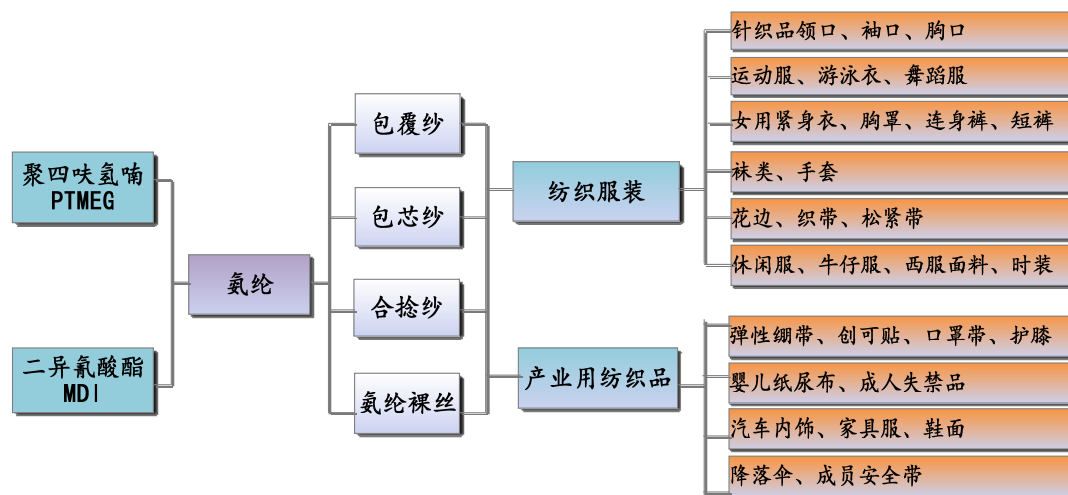 聚四呋氢喃
PTMEG
二异氰酸酯
MDI
氨纶
包覆纱
包芯纱
合捻纱
氨纶裸丝
纺织服装
产业用纺织品
针织品领口、袖口、胸口
运动服、游泳衣、舞蹈服
女用紧身衣、胸罩、连身裤、短裤
袜类、手套
花边、织带、松紧带
休闲服、牛仔服、西服面料、时装
弹性绷带、创可贴、口罩带、护膝
婴儿纸尿布、成人失禁品
汽车内饰、家具服、鞋面
降落伞、成员安全带